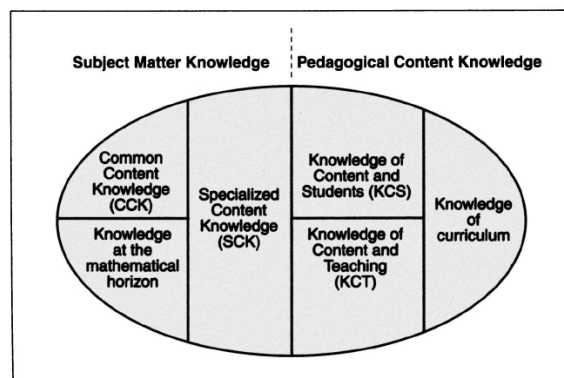 Subject Matter Knowledge
Pedagogical Content Knowledge
Common
Content
Knowledge
(CCK)
Knowledge
at the
mathematical
horizon
Specialized
Content
Knowledge
(SCK)
Knowledge of
Content and
Students (KCS)
Knowledge of
Content and
Teaching
(KCT)
Knowledge
of
curriculum